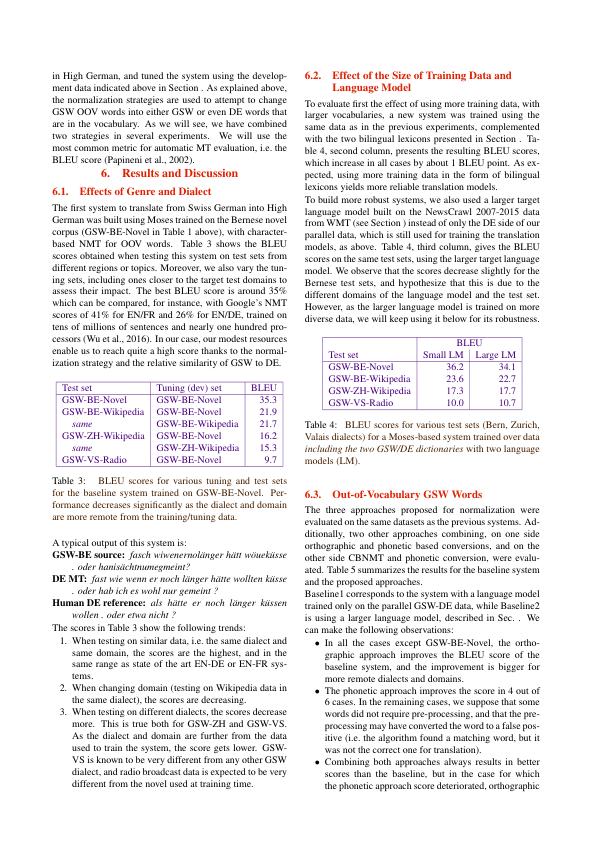 in High German, and tuned the system using the develop-
ment data indicated above in Section . As explained above,
the normalization strategies are used to attempt to change
GSW OOV words into either GSW or even DE words that
are in the vocabulary. As we will see, we have combined
two strategies in several experiments. We will use the
most common metric for automatic MT evaluation, i.e. the
BLEU score (Papineni et al., 2002).
6. Results and Discussion
6.1. Effects of Genre and Dialect
The first system to translate from Swiss German into High
German was built using Moses trained on the Bernese novel
corpus (GSW-BE-Novel in Table 1 above), with character-
based NMT for OOV words. Table 3 shows the BLEU
scores obtained when testing this system on test sets from
different regions or topics. Moreover, we also vary the tun-
ing sets, including ones closer to the target test domains to
assess their impact. The best BLEU score is around 35%
which can be compared, for instance, with Google's NMT
scores of 41% for EN/FR and 26% for EN/DE, trained on
tens of millions of sentences and nearly one hundred pro-
cessors (Wu et al., 2016). In our case, our modest resources
enable us to reach quite a high score thanks to the normal-
ization strategy and the relative similarity of GSW to DE.
Test set Tuning (dev) set BLEU
GSW-BE-Novel GSW-BE-Novel 35.3
GSW-BE-Wikipedia GSW-BE-Novel 21.9
same GSW-BE-Wikipedia 21.7
GSW-ZH-Wikipedia GSW-BE-Novel 16.2
same GSW-ZH-Wikipedia 15.3
GSW-VS-Radio GSW-BE-Novel 9.7
Table 3: BLEU scores for various tuning and test sets
for the baseline system trained on GSW-BE-Novel. Per-
formance decreases significantly as the dialect and domain
are more remote from the training/tuning data.
A typical output of this system is:
GSW-BE source: fasch wiwenernolänger hätt wöueküsse
. oder hanisächtnumegmeint?
DE MT: fast wie wenn er noch länger hätte wollten küsse
. oder hab ich es wohl nur gemeint ?
Human DE reference: als hätte er noch länger küssen
wollen . oder etwa nicht ?
The scores in Table 3 show the following trends:
1. When testing on similar data, i.e. the same dialect and
same domain, the scores are the highest, and in the
same range as state of the art EN-DE or EN-FR sys-
tems.
2. When changing domain (testing on Wikipedia data in
the same dialect), the scores are decreasing.
3. When testing on different dialects, the scores decrease
more. This is true both for GSW-ZH and GSW-VS.
As the dialect and domain are further from the data
used to train the system, the score gets lower. GSW-
VS is known to be very different from any other GSW
dialect, and radio broadcast data is expected to be very
different from the novel used at training time.
6.2. Effect of the Size of Training Data and
Language Model
To evaluate first the effect of using more training data, with
larger vocabularies, a new system was trained using the
same data as in the previous experiments, complemented
with the two bilingual lexicons presented in Section . Ta-
ble 4, second column, presents the resulting BLEU scores,
which increase in all cases by about 1 BLEU point. As ex-
pected, using more training data in the form of bilingual
lexicons yields more reliable translation models.
To build more robust systems, we also used a larger target
language model built on the NewsCrawl 2007-2015 data
from WMT (see Section ) instead of only the DE side of our
parallel data, which is still used for training the translation
models, as above. Table 4, third column, gives the BLEU
scores on the same test sets, using the larger target language
model. We observe that the scores decrease slightly for the
Bernese test sets, and hypothesize that this is due to the
different domains of the language model and the test set.
However, as the larger language model is trained on more
diverse data, we will keep using it below for its robustness.
BLEU
Test set Small LM Large LM
GSW-BE-Novel 36.2 34.1
GSW-BE-Wikipedia 23.6 22.7
GSW-ZH-Wikipedia 17.3 17.7
GSW-VS-Radio 10.0 10.7
Table 4: BLEU scores for various test sets (Bern, Zurich,
Valais dialects) for a Moses-based system trained over data
including the two GSW/DE dictionaries with two language
models (LM).
6.3. Out-of-Vocabulary GSW Words
The three approaches proposed for normalization were
evaluated on the same datasets as the previous systems. Ad-
ditionally, two other approaches combining, on one side
orthographic and phonetic based conversions, and on the
other side CBNMT and phonetic conversion, were evalu-
ated. Table 5 summarizes the results for the baseline system
and the proposed approaches.
Baseline1 corresponds to the system with a language model
trained only on the parallel GSW-DE data, while Baseline2
is using a larger language model, described in Sec. . We
can make the following observations:
• In all the cases except GSW-BE-Novel, the ortho-
graphic approach improves the BLEU score of the
baseline system, and the improvement is bigger for
more remote dialects and domains.
• The phonetic approach improves the score in 4 out of
6 cases. In the remaining cases, we suppose that some
words did not require pre-processing, and that the pre-
processing may have converted the word to a false pos-
itive (i.e. the algorithm found a matching word, but it
was not the correct one for translation).
• Combining both approaches always results in better
scores than the baseline, but in the case for which
the phonetic approach score deteriorated, orthographic